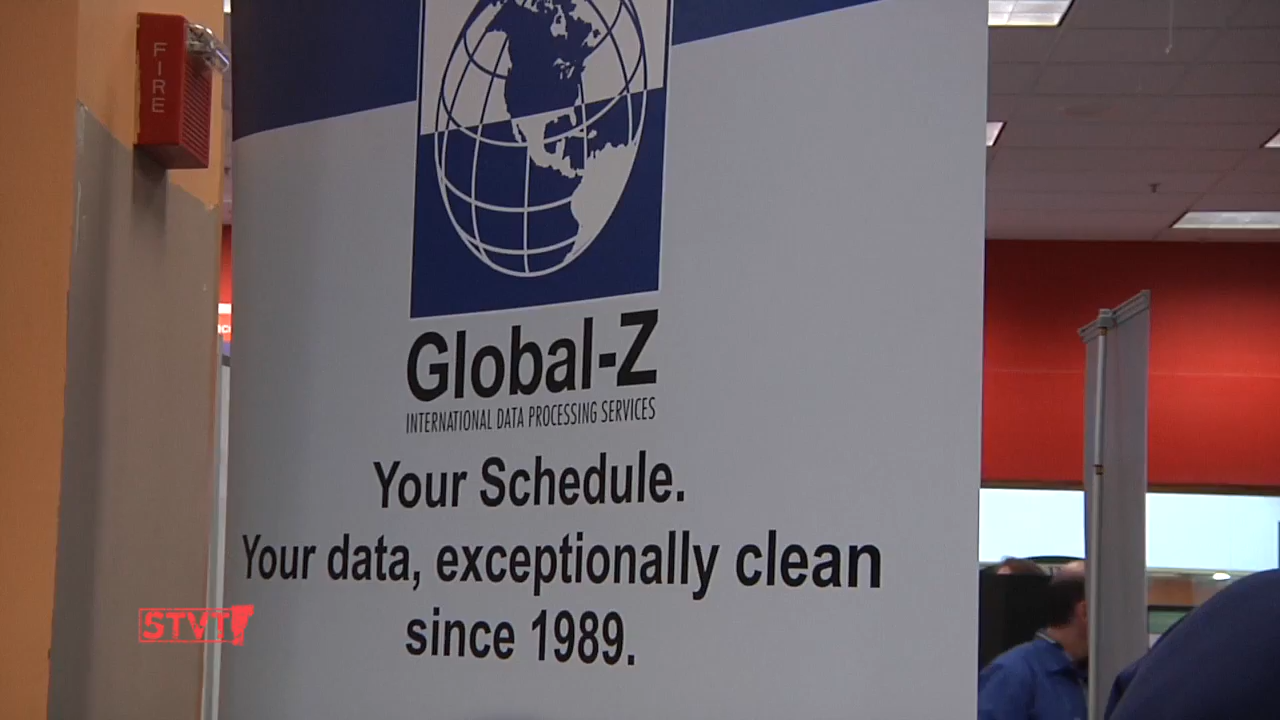 FIRE
Global-Z
INTERNATIONAL DATA PROCESSING SERVICES
Your Schedule.
Your data, exceptionally clean
since 1989.
STVT